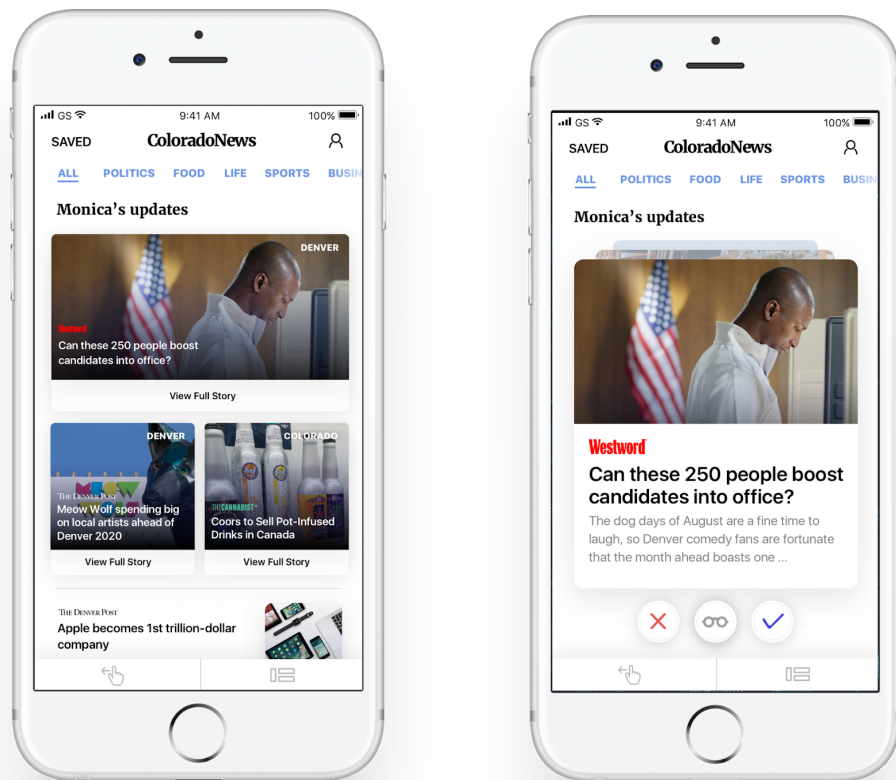 GS 9:41 AM 100%
SAVED ColoradoNews
ALL POLITICS FOOD LIFE SPORTS BUSIN
Monica’s updates
DENVER
Westword
Can these 250 people boost
candidates into office?
View Full Story
DENVER
MEOW
WOLF
THE DENVER POST
Meow Wolf spending big
on local artists ahead of
Denver 2020
View Full Story
COLORADO
THECANNABIST
Coors to Sell Pot-Infused
Drinks in Canada
View Full Story
THE DENVER POST
Apple becomes 1st trillion-dollar
company
GS 9:41 AM 100%
SAVED ColoradoNews
ALL POLITICS FOOD LIFE SPORTS BUSIN
Monica’s updates
Westword
Can these 250 people boost
candidates into office?
The dog days of August are a fine time to
laugh, so Denver comedy fans are fortunate
that the month ahead boasts one ...